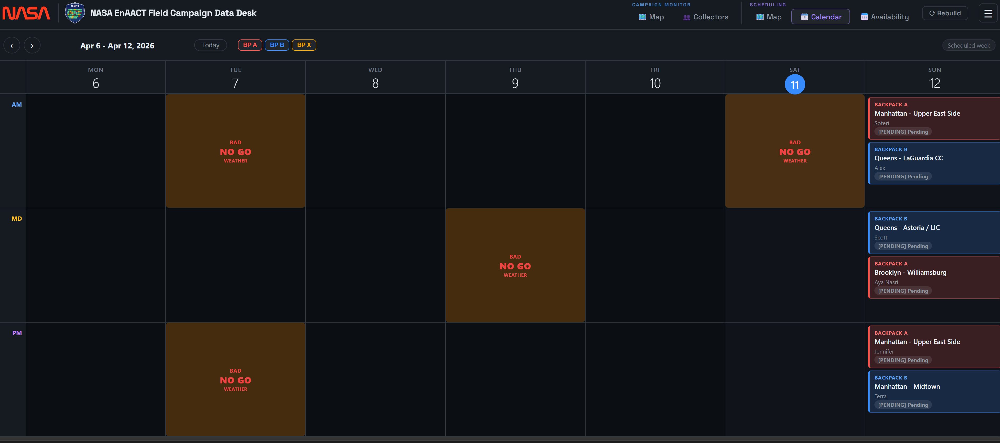 NASA
TEMPO
NASA EnAACT Field Campaign Data Desk
CAMPAIGN MONITOR
Map
Collectors
SCHEDULING
Map
Calendar
Availability
Rebuild
Apr 6 - Apr 12, 2026
Today
BP A
BP B
BP X
Scheduled week
MON
6
TUE
7
WED
8
THU
9
FRI
10
SAT
11
SUN
12
AM
BAD
NO GO
WEATHER
BAD
NO GO
WEATHER
BACKPACK A
Manhattan - Upper East Side
Soteri
[PENDING] Pending
BACKPACK B
Queens - LaGuardia CC
Alex
[PENDING] Pending
MD
BAD
NO GO
WEATHER
BACKPACK B
Queens - Astoria / LIC
Scott
[PENDING] Pending
BACKPACK A
Brooklyn - Williamsburg
Aya Nasri
[PENDING] Pending
PM
BAD
NO GO
WEATHER
BACKPACK A
Manhattan - Upper East Side
Jennifer
[PENDING] Pending
BACKPACK B
Manhattan - Midtown
Terra
[PENDING] Pending